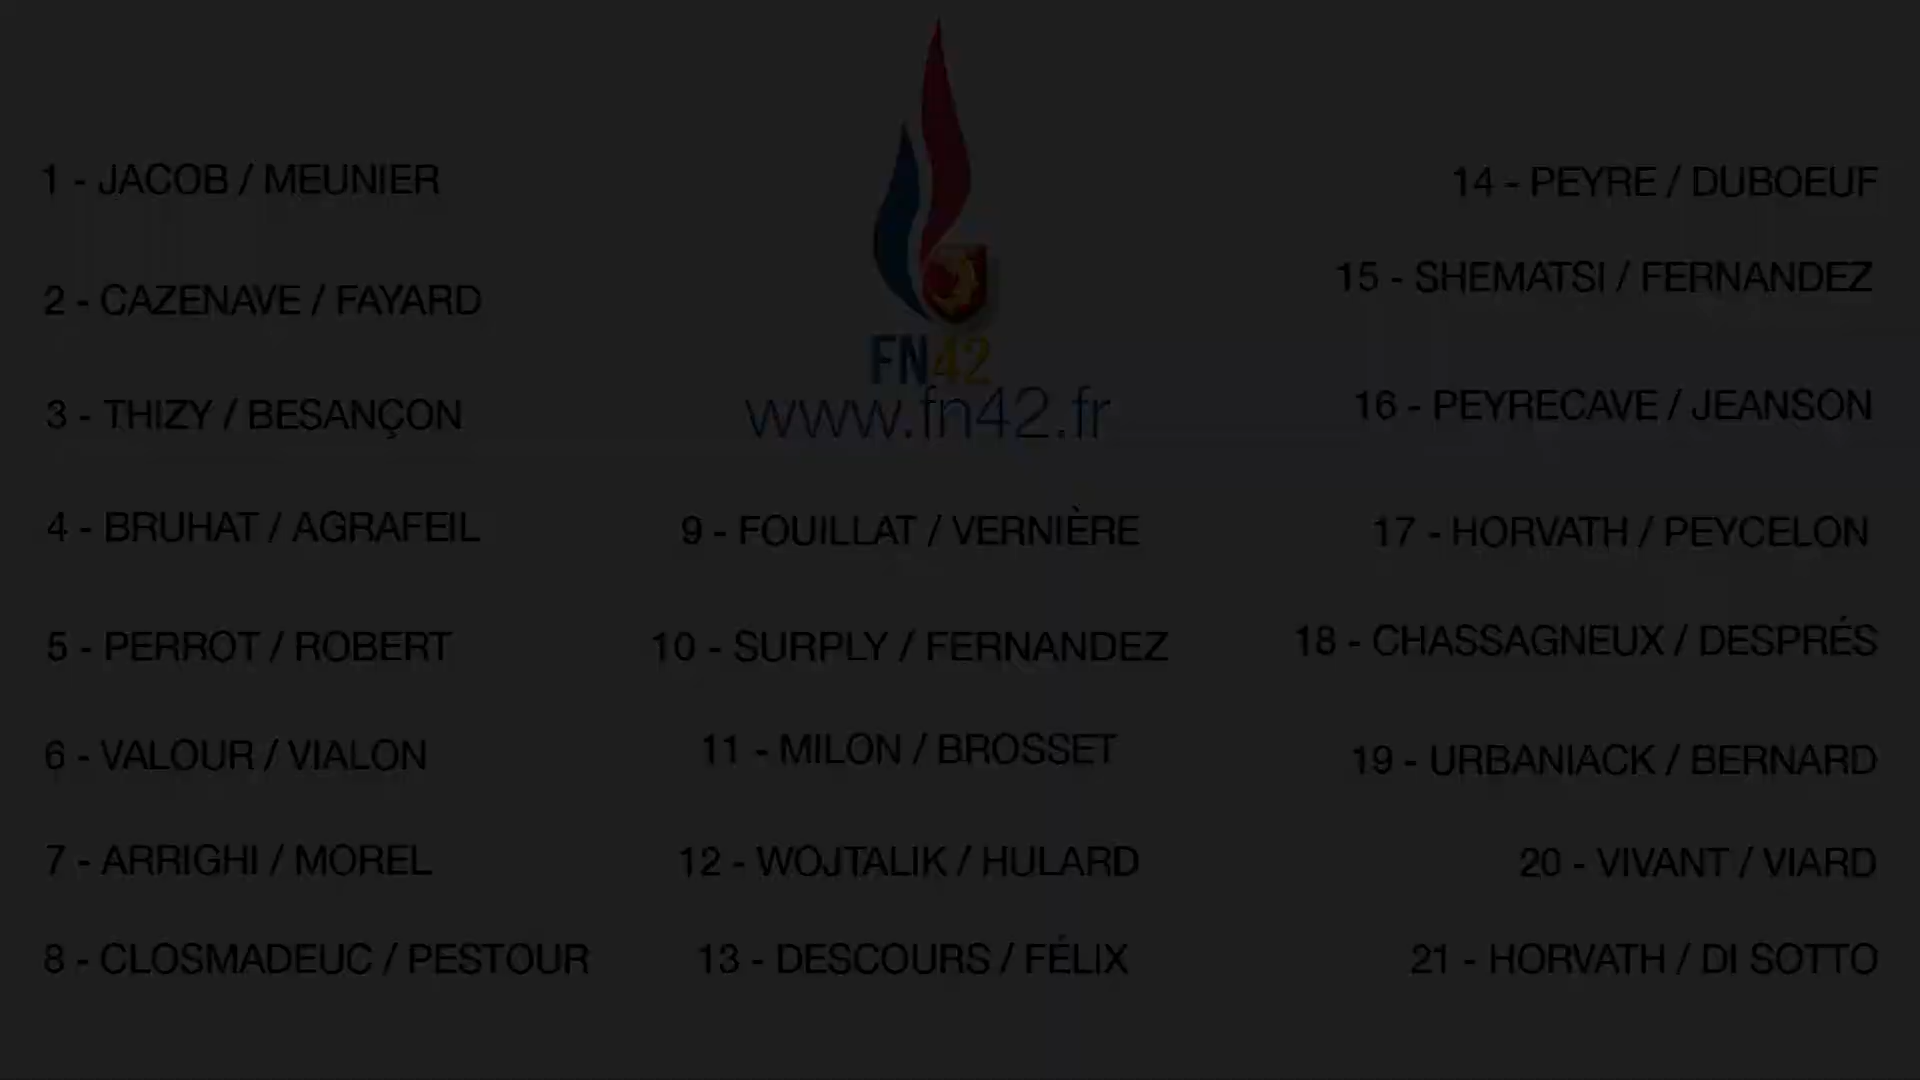 1 - JACOB / MEUNIER
2 - CAZENAVE / FAYARD
3 - THIZY / BESANÇON
4 - BRUHAT / AGRAFEIL
5 - PERROT / ROBERT
6 - VALOUR / VIALON
7 - ARRIGHI / MOREL
8 - CLOSMADEUC / PESTOUR
FN42
www.fn42.fr
9 - FOUILLAT / VERNIÈRE
10 - SURPLY / FERNANDEZ
11 - MILON / BROSSET
12 - WOJTALIK / HULARD
13 - DESCOURS / FÉLIX
14 - PEYRE / DUBOEUF
15 - SHEMATSI / FERNANDEZ
16 - PEYRECAVE / JEANSON
17 - HORVATH / PEYCELON
18 - CHASSAGNEUX / DESPRÉS
19 - URBANIACK / BERNARD
20 - VIVANT / VIARD
21 - HORVATH / DI SOTTO